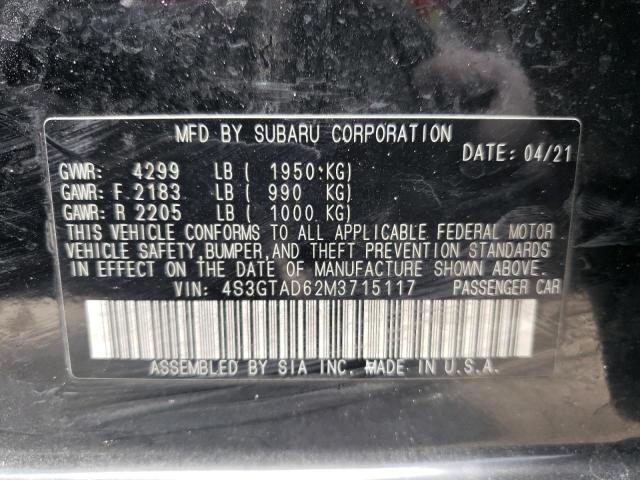 MFD BY SUBARU CORPORATION
DATE: 04/21
GVWR: 4299 LB ( 1950 KG)
GAWR: F 2183 LB ( 990 KG)
GAWR: R 2205 LB ( 1000 KG)
THIS VEHICLE CONFORMS TO ALL APPLICABLE FEDERAL MOTOR
VEHICLE SAFETY, BUMPER, AND THEFT PREVENTION STANDARDS
IN EFFECT ON THE DATE OF MANUFACTURE SHOWN ABOVE.
VIN: 4S3GTAD62M3715117 PASSENGER CAR
ASSEMBLED BY SIA INC. MADE IN U.S.A.